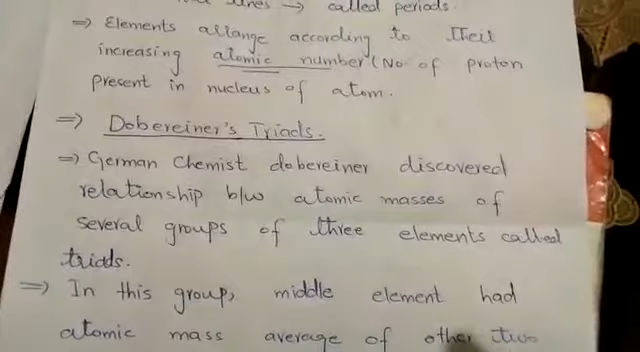 lines → called periods.
⇒ Elements arrange according to their
increasing atomic number (No of proton
present in nucleus of atom.
⇒ Dobereiner's Triads.
⇒ German Chemist dobereiner discovered
relationship b/w atomic masses of
several groups of three elements called
triads.
⇒ In this group, middle element had
atomic mass average of other two